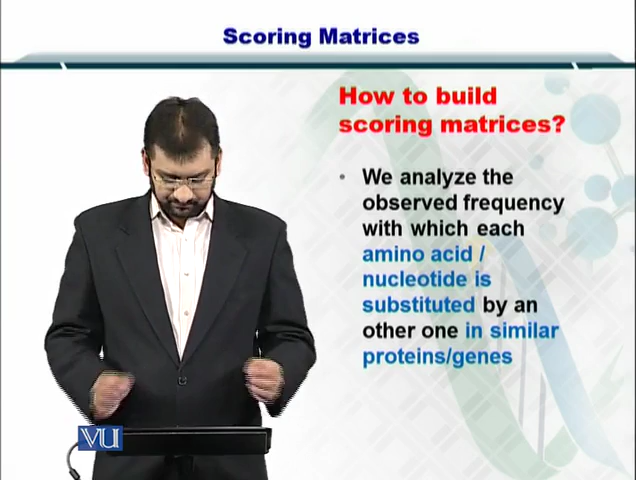 Scoring Matrices
How to build
scoring matrices?
• We analyze the
observed frequency
with which each
amino acid /
nucleotide is
substituted by an
other one in similar
proteins/genes
VU